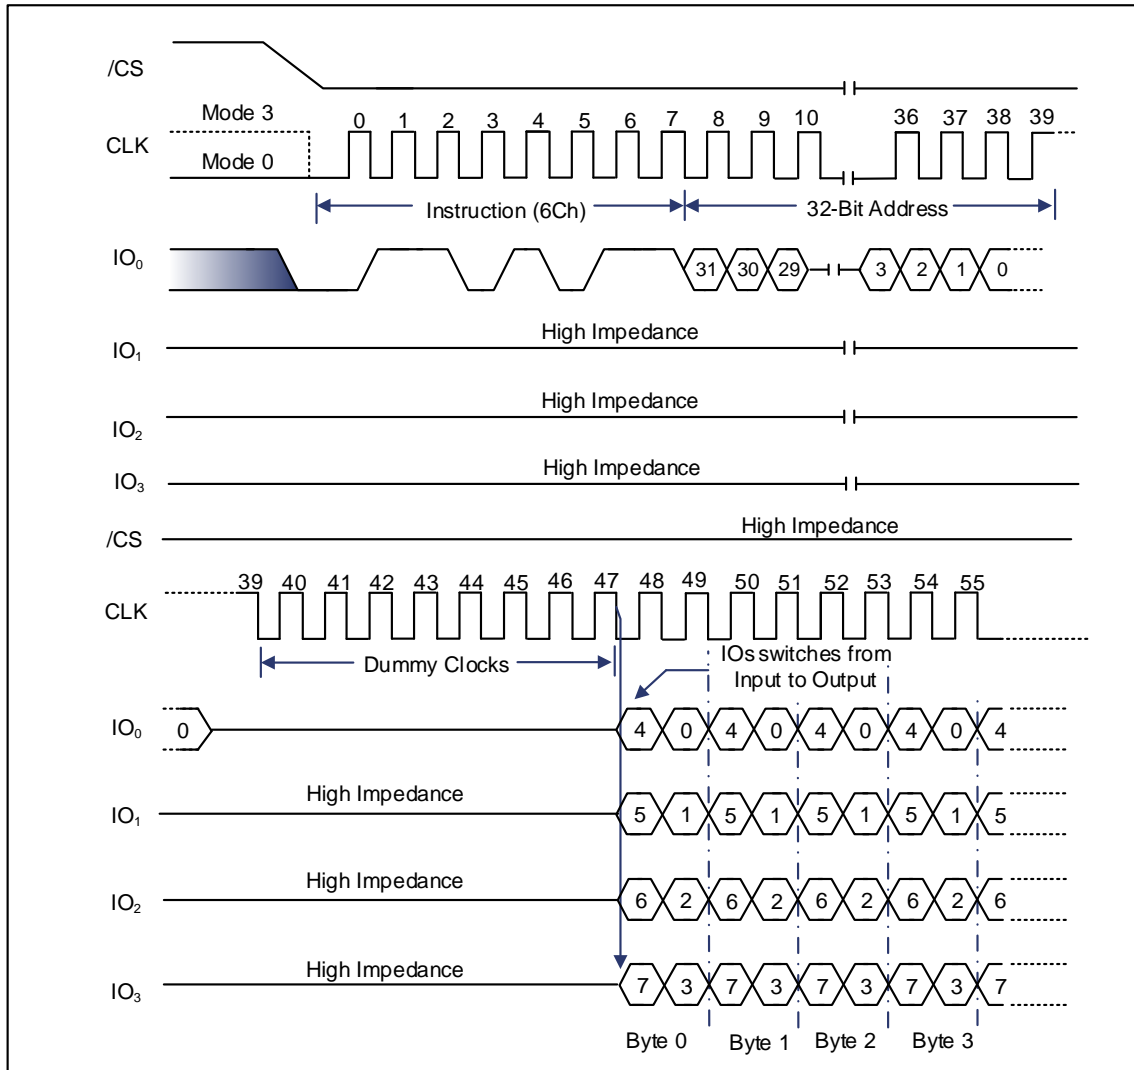 /CS
Mode 3
CLK
Mode 0
0 1 2 3 4 5 6 7 8 9 10 36 37 38 39
Instruction (6Ch)
32-Bit Address
IO0
31 30 29 3 2 1 0
High Impedance
IO1
High Impedance
IO2
High Impedance
IO3
High Impedance
/CS
39 40 41 42 43 44 45 46 47 48 49 50 51 52 53 54 55
CLK
Dummy Clocks
IOs switches from
Input to Output
IO0
0 4 0 4 0 4 0 4 0 4
High Impedance
IO1
5 1 5 1 5 1 5 1 5
High Impedance
IO2
6 2 6 2 6 2 6 2 6
High Impedance
IO3
7 3 7 3 7 3 7 3 7
Byte 0 Byte 1 Byte 2 Byte 3